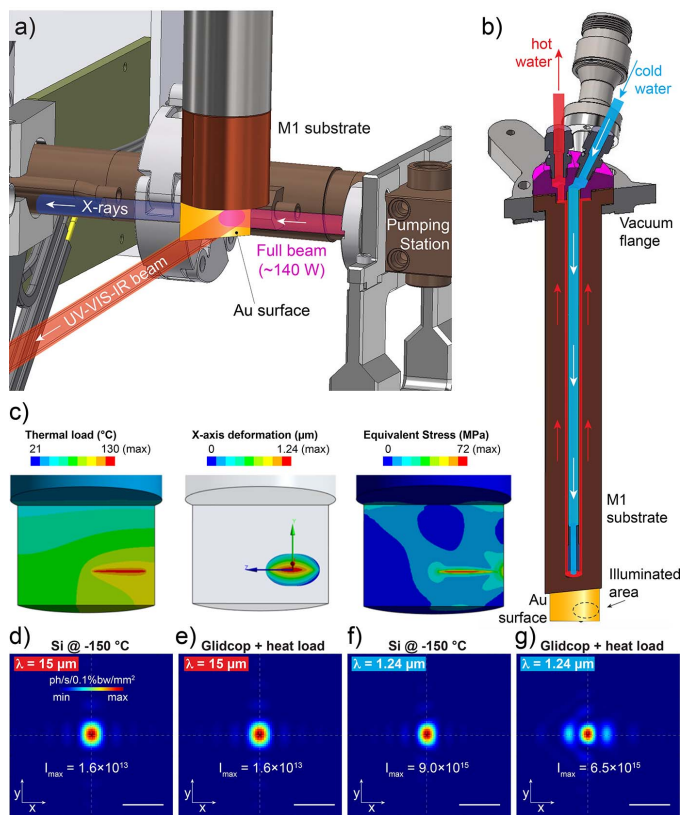 a)
M1 substrate
X-rays
Full beam
(~140 W)
Pumping
Station
UV-VIS-IR beam
Au surface
b)
hot
water
cold
water
Vacuum
flange
M1
substrate
Illuminated
area
Au
surface
c)
Thermal load (°C)
21 130 (max)
X-axis deformation (μm)
0 1.24 (max)
Equivalent Stress (MPa)
0 72 (max)
Y
Z
d) Si @ -150 °C
λ = 15 μm
ph/s/0.1%bw/mm²
min max
Imax = 1.6×10¹³
y
x
e) Glidcop + heat load
λ = 15 μm
Imax = 1.6×10¹³
y
x
f) Si @ -150 °C
λ = 1.24 μm
Imax = 9.0×10¹⁵
y
x
g) Glidcop + heat load
λ = 1.24 μm
Imax = 6.5×10¹⁵
y
x